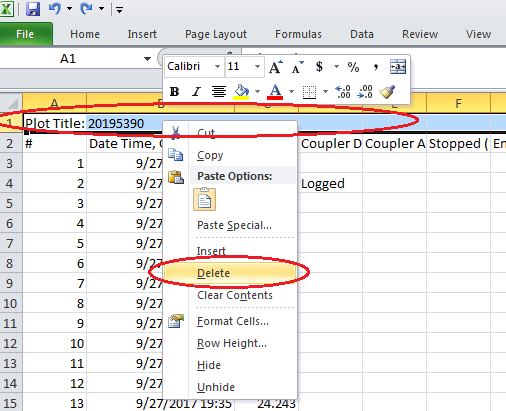 File Home Insert Page Layout Formulas Data Review
A1
Calibri 11 A A $ % , 
B I A
A B C D E F
1 Plot Title: 20195390
2 # Date Time, Coupler D Coupler A Stopped ( En
3 1 9/27
4 2 9/27 Logged
5 3 9/27
6 4 9/27
7 5 9/27
8 6 9/27
9 7 9/27
10 8 9/27
11 9 9/27
12 10 9/27
13 11 9/27
14 12 9/27
15 13 9/27/2017 19:35 24.243
Cut
Copy
Paste Options:
Paste Special...
Insert
Delete
Clear Contents
Format Cells...
Row Height...
Hide
Unhide